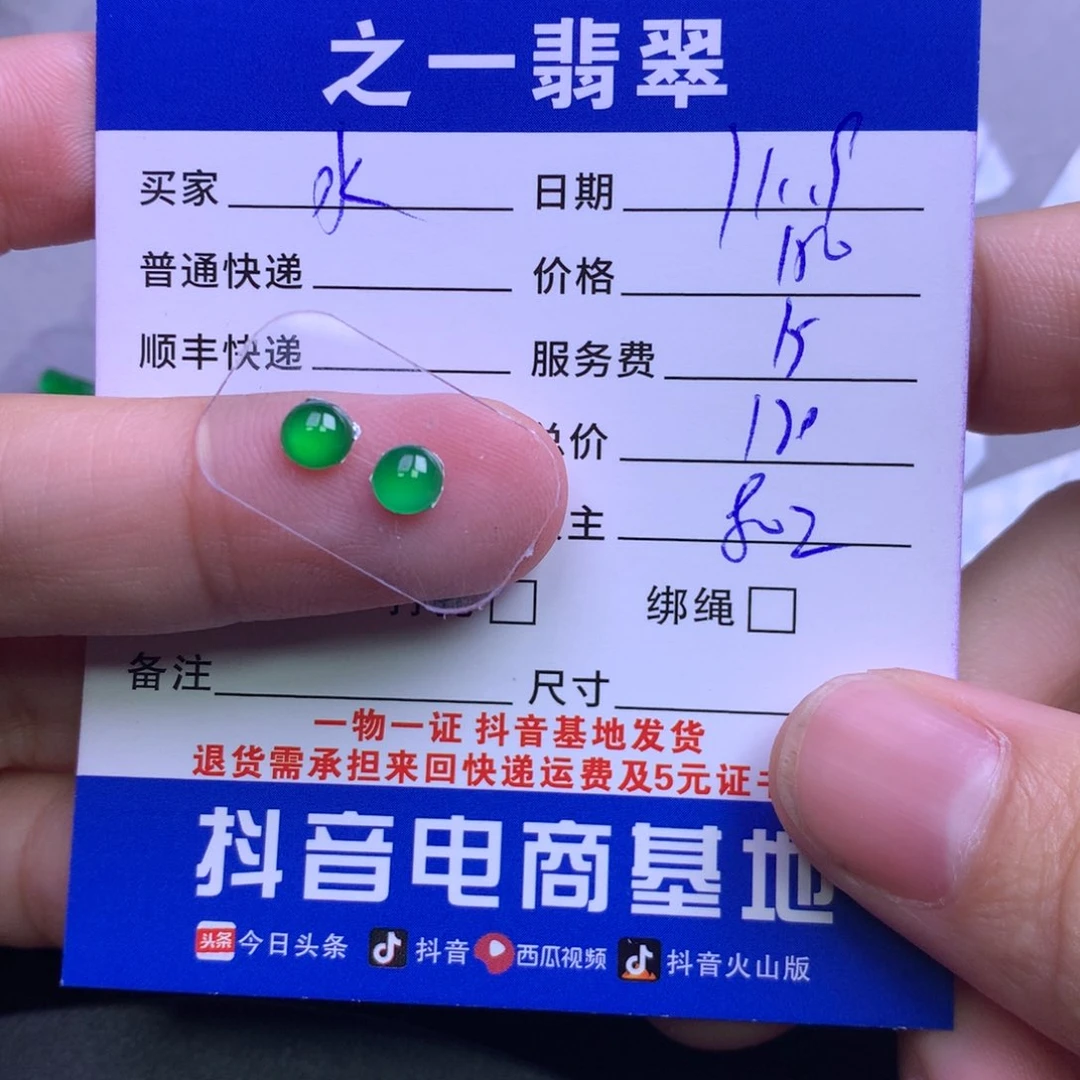 之一翡翠
买家 水 日期 11.8
普通快递 价格
顺丰快递 服务费
总价
主 802
绑绳
备注 尺寸
一物一证 抖音基地发货
退货需承担来回快递运费及5元证
抖音电商基地
头条 今日头条 抖音 西瓜视频 抖音火山版